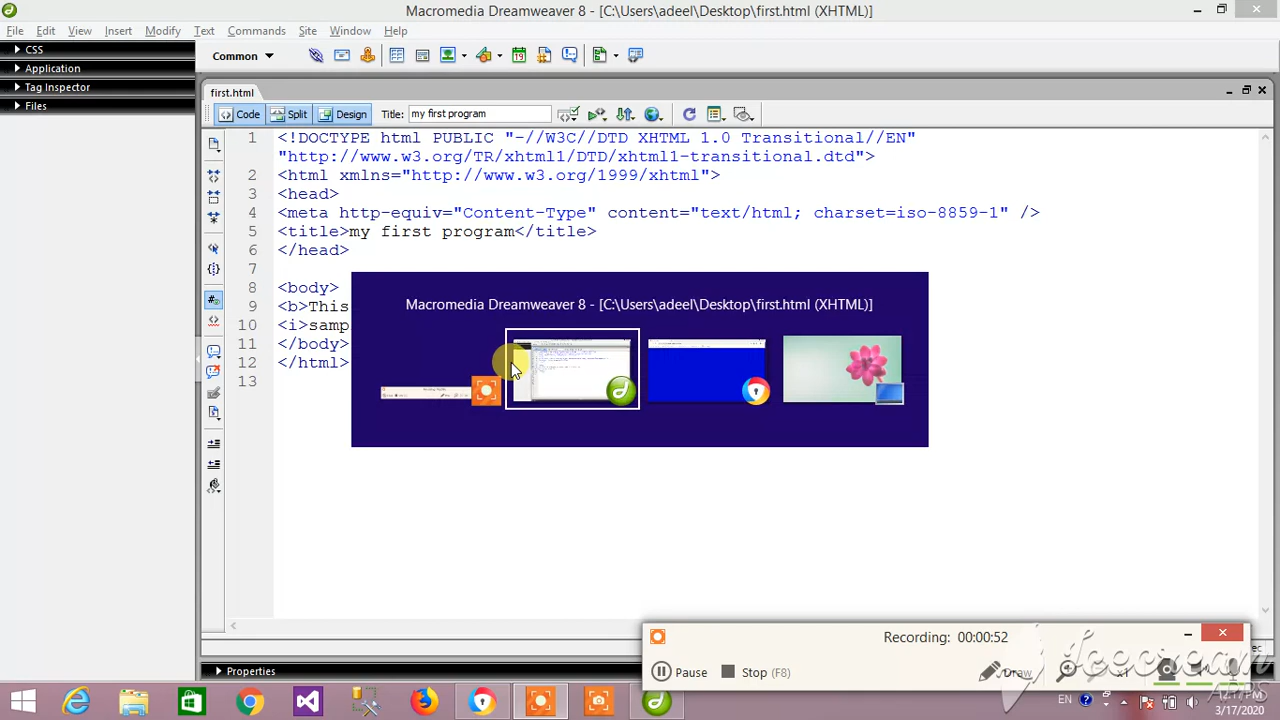 Macromedia Dreamweaver 8 - [C:\Users\adeel\Desktop\first.html (XHTML)]
File Edit View Insert Modify Text Commands Site Window Help
CSS
Application
Tag Inspector
Files
Common
19
first.html
Code Split Design Title: my first program
1 <!DOCTYPE html PUBLIC "-//W3C//DTD XHTML 1.0 Transitional//EN"
"http://www.w3.org/TR/xhtml1/DTD/xhtml1-transitional.dtd">
2 <html xmlns="http://www.w3.org/1999/xhtml">
3 <head>
4 <meta http-equiv="Content-Type" content="text/html; charset=iso-8859-1" />
5 <title>my first program</title>
6 </head>
7
8 <body>
9 <b>This
10 <i>samp
11 </body>
12 </html>
13
Macromedia Dreamweaver 8 - [C:\Users\adeel\Desktop\first.html (XHTML)]
Properties
Recording: 00:00:52
Pause Stop (F8) Draw x1
Icecream
APPS
EN
3/17/2020